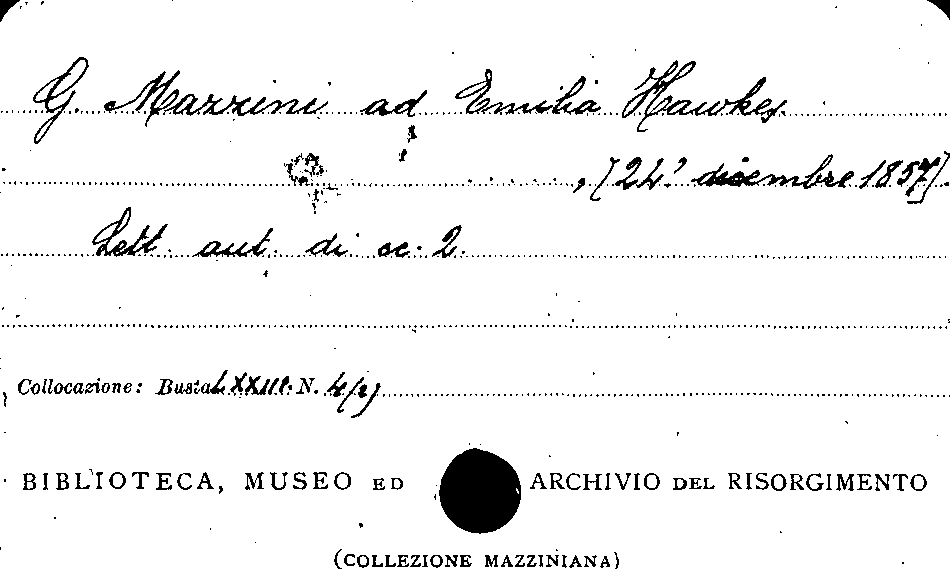 G. Mazzini ad Emilia Hawkes.
, [24? dicembre 1857].
Lett. aut. di cc. 2.
Collocazione: Busta LXXIII N. 4/(2)
BIBLIOTECA, MUSEO ED ARCHIVIO DEL RISORGIMENTO
(COLLEZIONE MAZZINIANA)